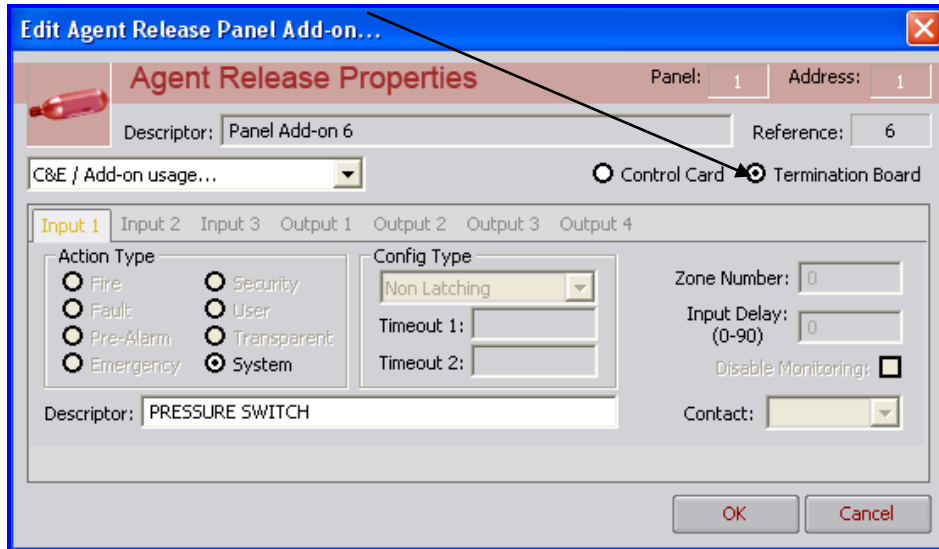 Edit Agent Release Panel Add-on...
Agent Release Properties Panel: 1 Address: 1
Descriptor: Panel Add-on 6 Reference: 6
C&E / Add-on usage... Control Card Termination Board
Input 1 Input 2 Input 3 Output 1 Output 2 Output 3 Output 4
Action Type
Fire Security
Fault User
Pre-Alarm Transparent
Emergency System
Config Type
Non Latching
Timeout 1:
Timeout 2:
Zone Number: 0
Input Delay: 0
(0-90)
Disable Monitoring:
Descriptor: PRESSURE SWITCH Contact:
OK Cancel